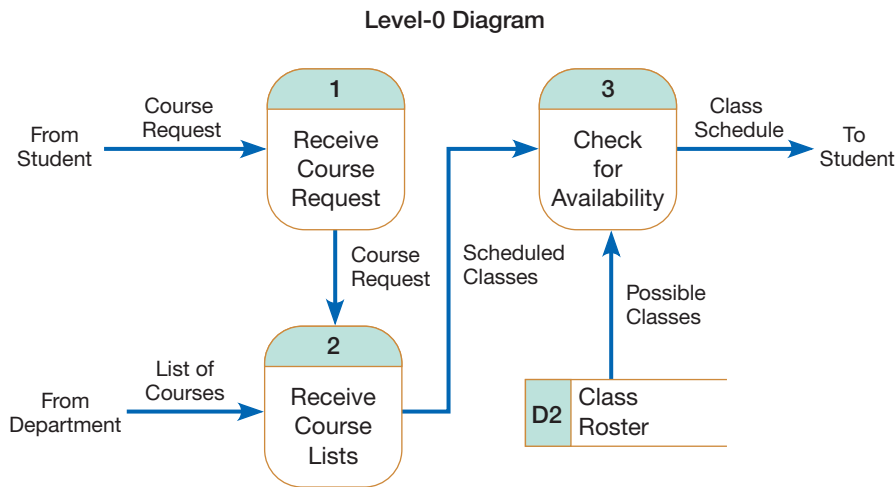 Level-0 Diagram
1
Receive
Course
Request
3
Check
for
Availability
From
Student
Course
Request
Class
Schedule
To
Student
Course
Request
Scheduled
Classes
Possible
Classes
2
Receive
Course
Lists
From
Department
List of
Courses
D2
Class
Roster